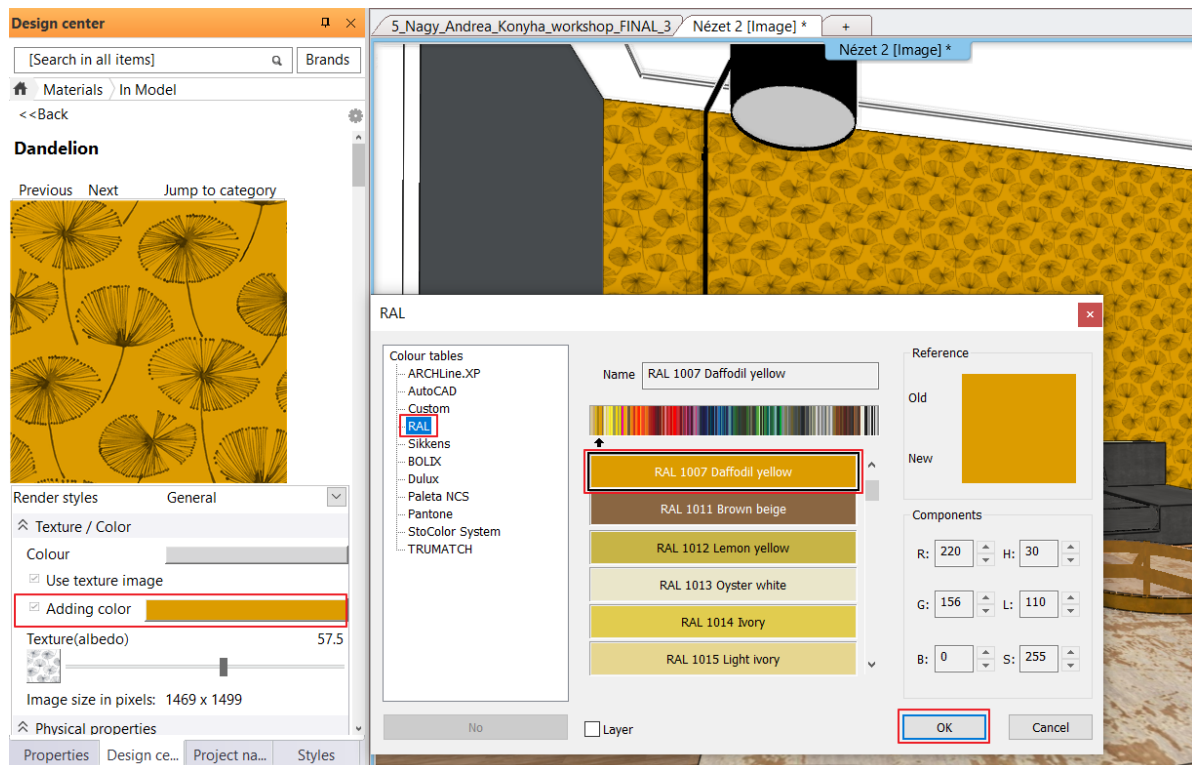 Design center
[Search in all items]
Brands
Materials
In Model
<<Back
Dandelion
Previous
Next
Jump to category
Render styles
General
Texture / Color
Colour
Use texture image
Adding color
Texture(albedo)
57.5
Image size in pixels: 1469 x 1499
Physical properties
Properties
Design ce...
Project na...
Styles
5_Nagy_Andrea_Konyha_workshop_FINAL_3
Nézet 2 [Image] *
+
Nézet 2 [Image] *
RAL
Colour tables
ARCHLine.XP
AutoCAD
Custom
RAL
Sikkens
BOLIX
Dulux
Paleta NCS
Pantone
StoColor System
TRUMATCH
No
Name
RAL 1007 Daffodil yellow
RAL 1007 Daffodil yellow
RAL 1011 Brown beige
RAL 1012 Lemon yellow
RAL 1013 Oyster white
RAL 1014 Ivory
RAL 1015 Light ivory
Layer
Reference
Old
New
Components
R: 220 H: 30
G: 156 L: 110
B: 0 S: 255
OK
Cancel